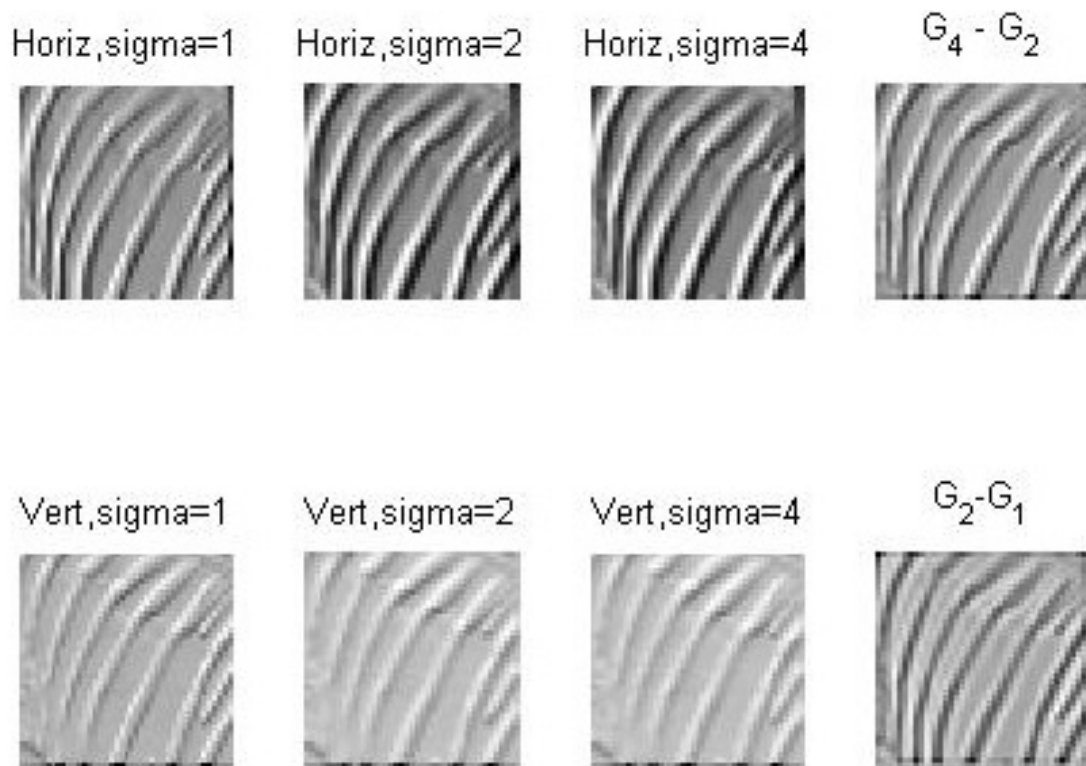 Horiz,sigma=1
Horiz,sigma=2
Horiz,sigma=4
G₄ - G₂
Vert,sigma=1
Vert,sigma=2
Vert,sigma=4
G₂-G₁